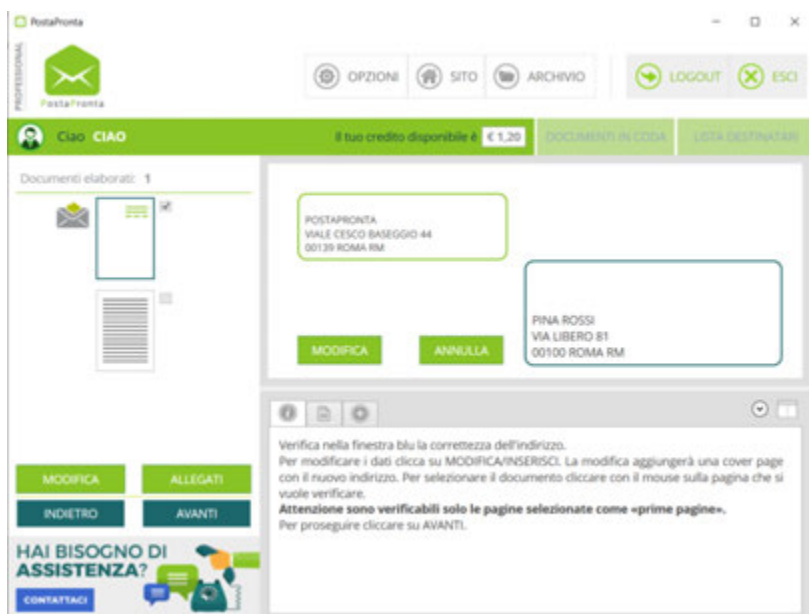 PostaPronta
PROFESSIONAL
PostaPronta
OPZIONI
SITO
ARCHIVIO
LOGOUT
ESCI
Ciao CIAO
Il tuo credito disponibile è € 1,20
DOCUMENTI IN CODA
LISTA DESTINATARI
Documenti elaborati: 1
POSTAPRONTA
VIALE CESCO BASEGGIO 44
00139 ROMA RM
PINA ROSSI
VIA LIBERO 81
00100 ROMA RM
MODIFICA
ANNULLA
Verifica nella finestra blu la correttezza dell'indirizzo.
Per modificare i dati clicca su MODIFICA/INSERISCI. La modifica aggiungerà una cover page
con il nuovo indirizzo. Per selezionare il documento cliccare con il mouse sulla pagina che si
vuole verificare.
Attenzione sono verificabili solo le pagine selezionate come «prime pagine».
Per proseguire cliccare su AVANTI.
MODIFICA
ALLEGATI
INDIETRO
AVANTI
HAI BISOGNO DI
ASSISTENZA?
CONTATTACI